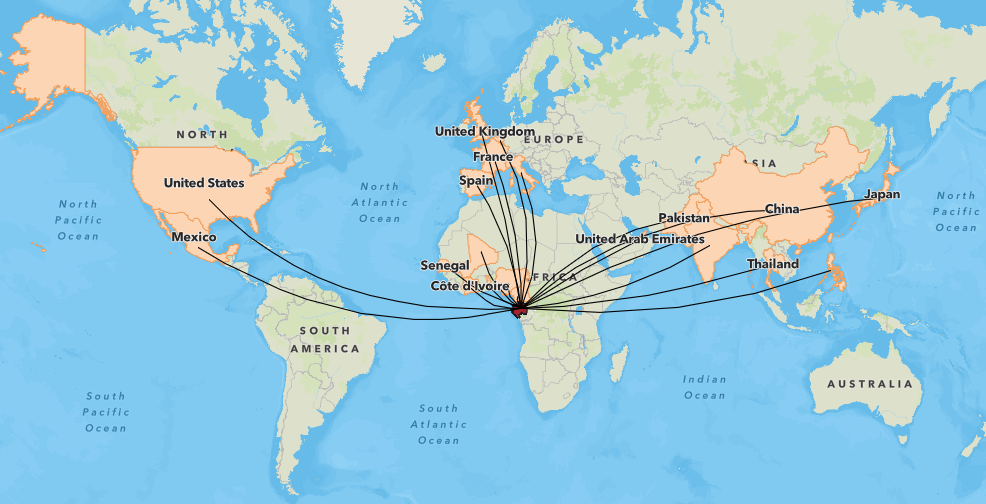 NORTH
United Kingdom
EUROPE
France
ASIA
Spain
United States
North
Atlantic
Ocean
Japan
North
Pacific
Ocean
China
North
Pacific
Ocean
Pakistan
Mexico
United Arab Emirates
Senegal
Thailand
FRICA
Côte d'Ivoire
SOUTH
AMERICA
Indian
Ocean
AUSTRALIA
South
Pacific
Ocean
South
Atlantic
Ocean